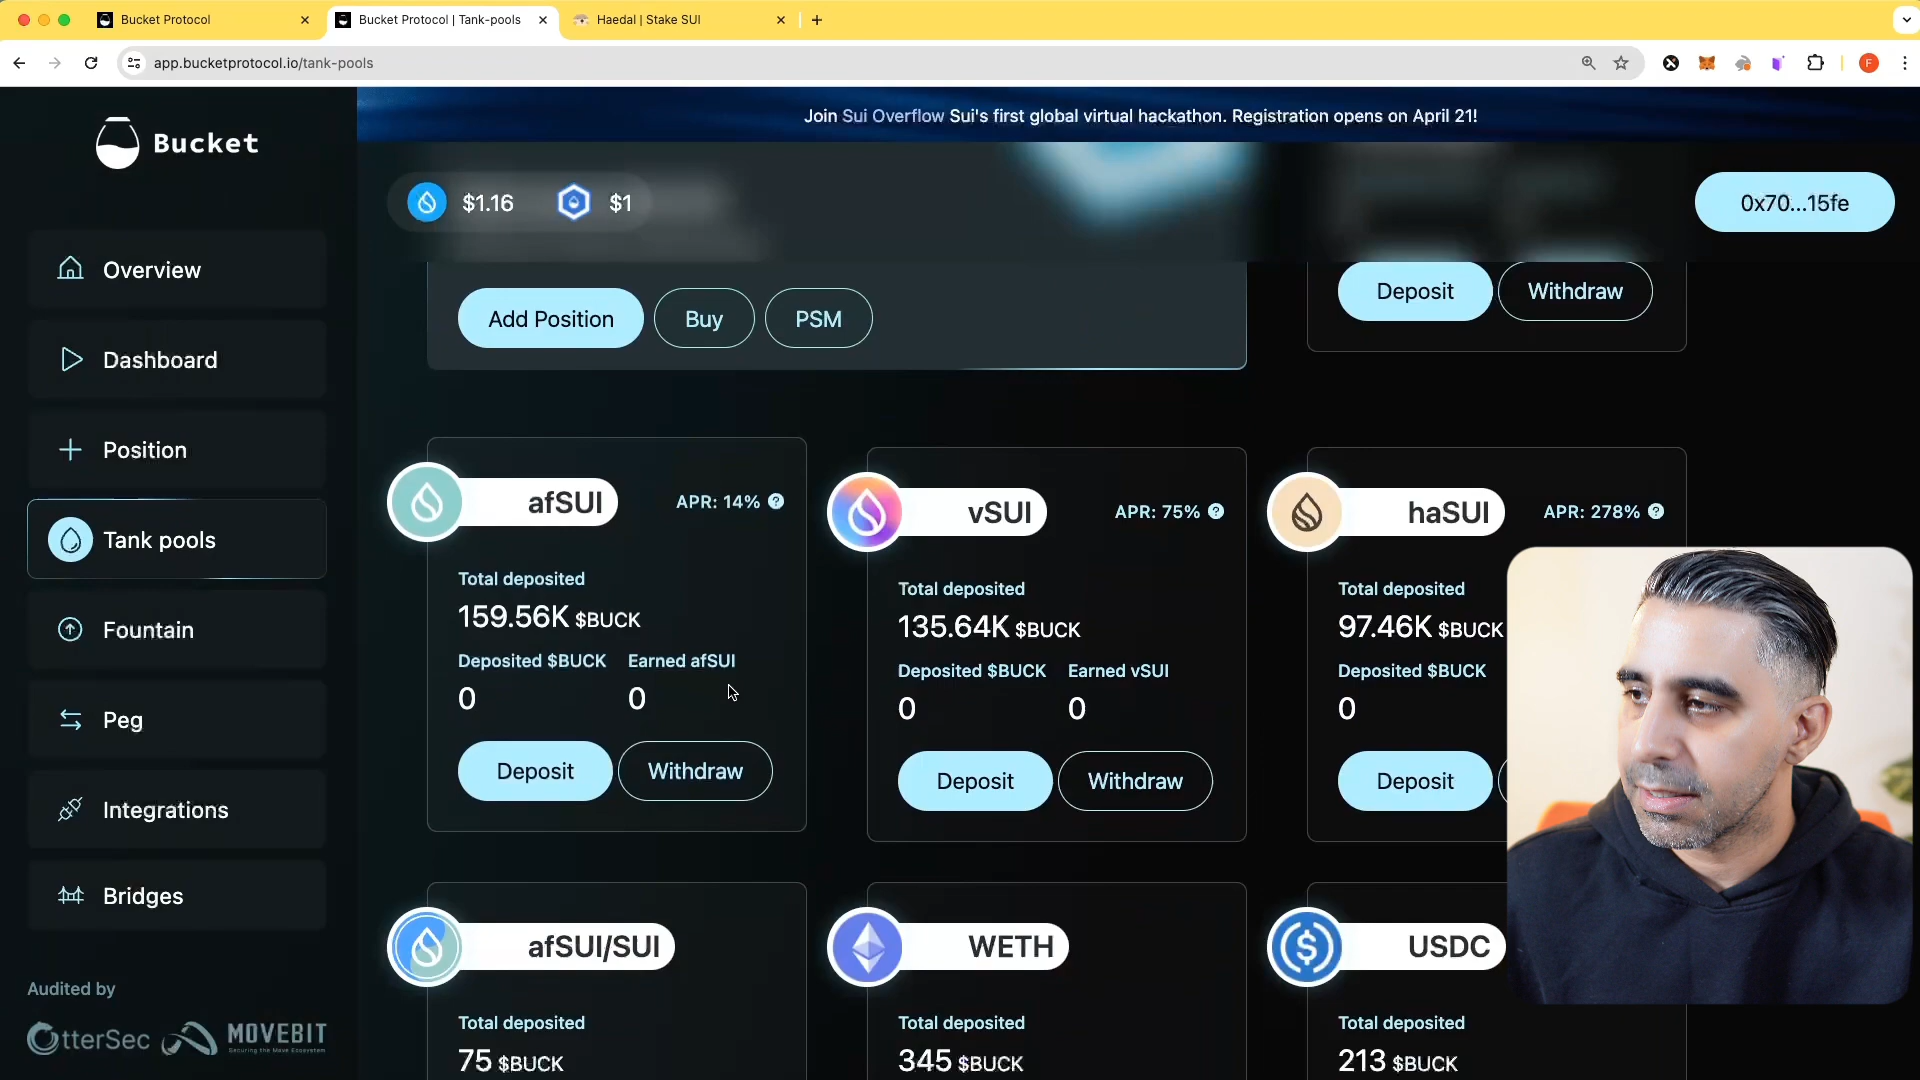 Bucket Protocol
Bucket Protocol | Tank-pools
Haedal | Stake SUI
app.bucketprotocol.io/tank-pools
F
Bucket
Join Sui Overflow Sui's first global virtual hackathon. Registration opens on April 21!
$1.16
$1
0x70...15fe
Overview
Dashboard
Position
Tank pools
Fountain
Peg
Integrations
Bridges
Audited by
OtterSec
MOVEBIT
Securing the Move Ecosystem
Add Position
Buy
PSM
Deposit
Withdraw
afSUI
APR: 14%
Total deposited
159.56K $BUCK
Deposited $BUCK
Earned afSUI
0
0
Deposit
Withdraw
vSUI
APR: 75%
Total deposited
135.64K $BUCK
Deposited $BUCK
Earned vSUI
0
0
Deposit
Withdraw
haSUI
APR: 278%
Total deposited
97.46K $BUCK
Deposited $BUCK
0
Deposit
afSUI/SUI
Total deposited
75 $BUCK
WETH
Total deposited
345 $BUCK
USDC
Total deposited
213 $BUCK